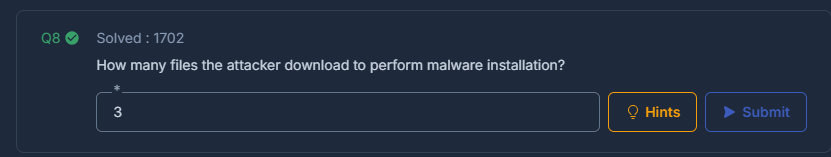 Q8 Solved : 1702
How many files the attacker download to perform malware installation?
*
3 Hints Submit